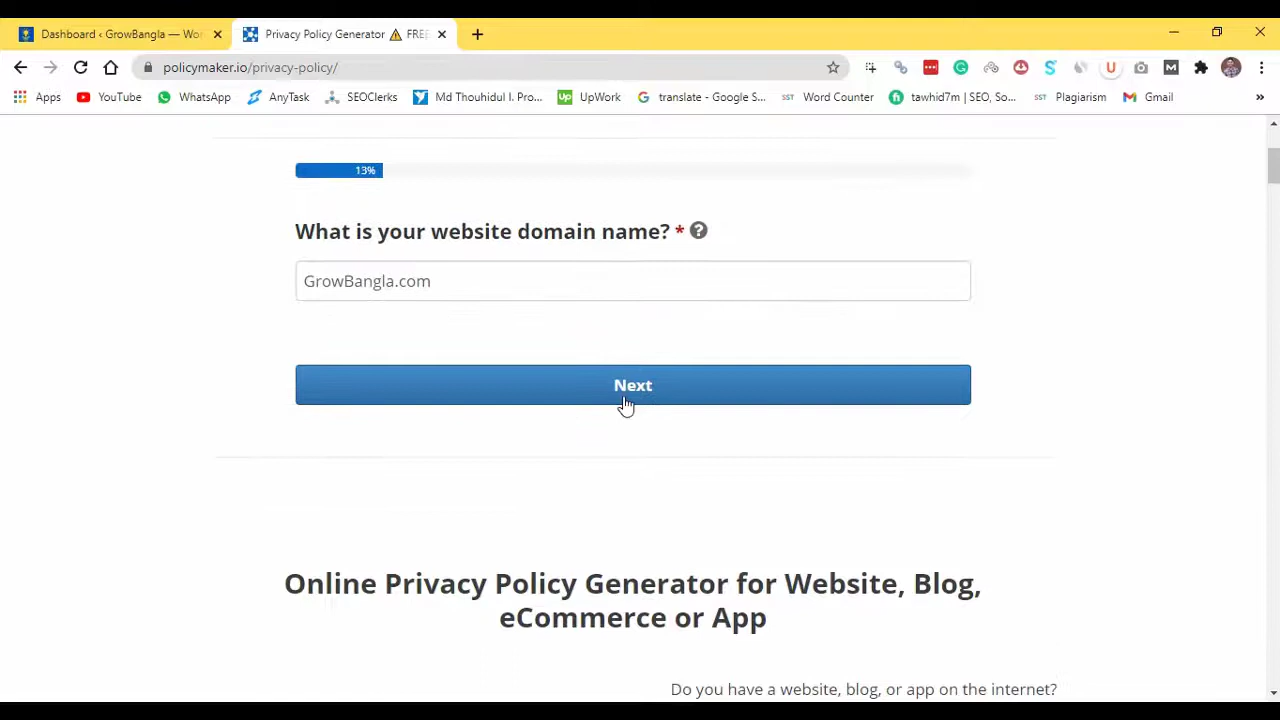 Dashboard ‹ GrowBangla — Wor
Privacy Policy Generator ⚠ FREE
policymaker.io/privacy-policy/
Apps
YouTube
WhatsApp
AnyTask
SEOClerks
Md Thouhidul I. Pro...
UpWork
translate - Google S...
Word Counter
tawhid7m | SEO, So...
Plagiarism
Gmail
»
13%
What is your website domain name? *
GrowBangla.com
Next
Online Privacy Policy Generator for Website, Blog,
eCommerce or App
Do you have a website, blog, or app on the internet?